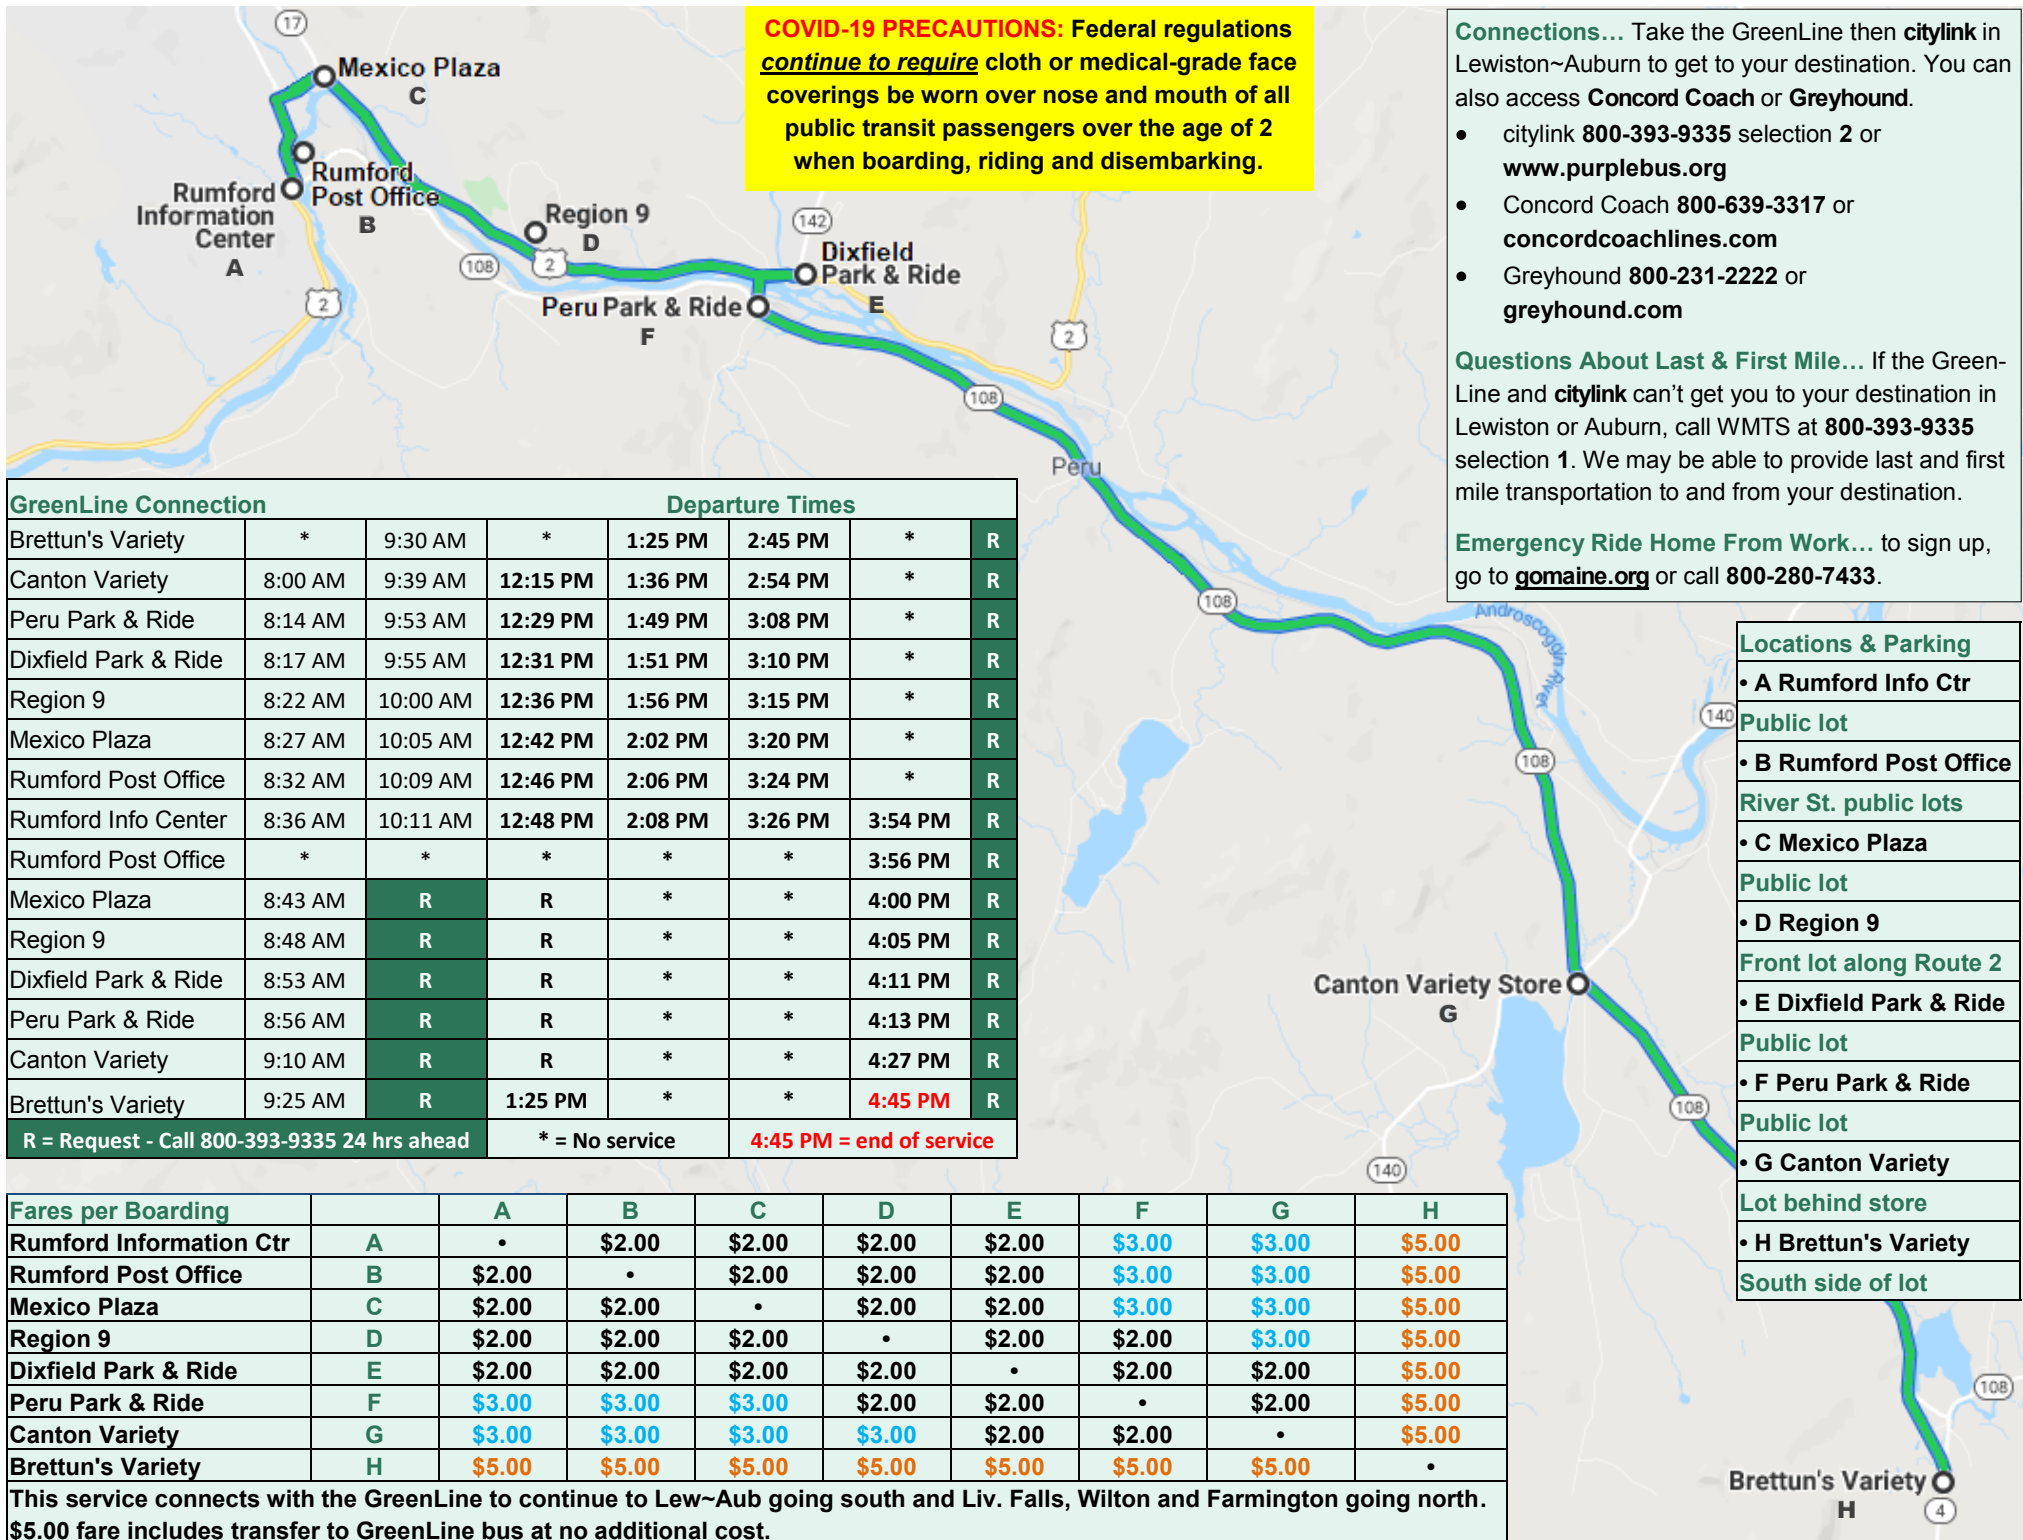 17
Mexico Plaza
C
Rumford
Post Office
B
Rumford
Information
Center
A
2
108
2
Region 9
D
142
Dixfield
Park & Ride
E
Peru Park & Ride
F
2
108
Peru
108
Androscoggin River
140
108
Canton Variety Store
G
108
140
108
Brettun's Variety
H
4
COVID-19 PRECAUTIONS: Federal regulations
continue to require cloth or medical-grade face
coverings be worn over nose and mouth of all
public transit passengers over the age of 2
when boarding, riding and disembarking.
Connections… Take the GreenLine then citylink in
Lewiston~Auburn to get to your destination. You can
also access Concord Coach or Greyhound.
• citylink 800-393-9335 selection 2 or
www.purplebus.org
• Concord Coach 800-639-3317 or
concordcoachlines.com
• Greyhound 800-231-2222 or
greyhound.com
Questions About Last & First Mile… If the Green-
Line and citylink can't get you to your destination in
Lewiston or Auburn, call WMTS at 800-393-9335
selection 1. We may be able to provide last and first
mile transportation to and from your destination.
Emergency Ride Home From Work… to sign up,
go to gomaine.org or call 800-280-7433.
GreenLine Connection Departure Times
Brettun's Variety * 9:30 AM * 1:25 PM 2:45 PM * R
Canton Variety 8:00 AM 9:39 AM 12:15 PM 1:36 PM 2:54 PM * R
Peru Park & Ride 8:14 AM 9:53 AM 12:29 PM 1:49 PM 3:08 PM * R
Dixfield Park & Ride 8:17 AM 9:55 AM 12:31 PM 1:51 PM 3:10 PM * R
Region 9 8:22 AM 10:00 AM 12:36 PM 1:56 PM 3:15 PM * R
Mexico Plaza 8:27 AM 10:05 AM 12:42 PM 2:02 PM 3:20 PM * R
Rumford Post Office 8:32 AM 10:09 AM 12:46 PM 2:06 PM 3:24 PM * R
Rumford Info Center 8:36 AM 10:11 AM 12:48 PM 2:08 PM 3:26 PM 3:54 PM R
Rumford Post Office * * * * * 3:56 PM R
Mexico Plaza 8:43 AM R R * * 4:00 PM R
Region 9 8:48 AM R R * * 4:05 PM R
Dixfield Park & Ride 8:53 AM R R * * 4:11 PM R
Peru Park & Ride 8:56 AM R R * * 4:13 PM R
Canton Variety 9:10 AM R R * * 4:27 PM R
Brettun's Variety 9:25 AM R 1:25 PM * * 4:45 PM R
R = Request - Call 800-393-9335 24 hrs ahead * = No service 4:45 PM = end of service
Locations & Parking
• A Rumford Info Ctr
Public lot
• B Rumford Post Office
River St. public lots
• C Mexico Plaza
Public lot
• D Region 9
Front lot along Route 2
• E Dixfield Park & Ride
Public lot
• F Peru Park & Ride
Public lot
• G Canton Variety
Lot behind store
• H Brettun's Variety
South side of lot
Fares per Boarding A B C D E F G H
Rumford Information Ctr A • $2.00 $2.00 $2.00 $2.00 $3.00 $3.00 $5.00
Rumford Post Office B $2.00 • $2.00 $2.00 $2.00 $3.00 $3.00 $5.00
Mexico Plaza C $2.00 $2.00 • $2.00 $2.00 $3.00 $3.00 $5.00
Region 9 D $2.00 $2.00 $2.00 • $2.00 $2.00 $3.00 $5.00
Dixfield Park & Ride E $2.00 $2.00 $2.00 $2.00 • $2.00 $2.00 $5.00
Peru Park & Ride F $3.00 $3.00 $3.00 $2.00 $2.00 • $2.00 $5.00
Canton Variety G $3.00 $3.00 $3.00 $3.00 $2.00 $2.00 • $5.00
Brettun's Variety H $5.00 $5.00 $5.00 $5.00 $5.00 $5.00 $5.00 •
This service connects with the GreenLine to continue to Lew~Aub going south and Liv. Falls, Wilton and Farmington going north.
$5.00 fare includes transfer to GreenLine bus at no additional cost.